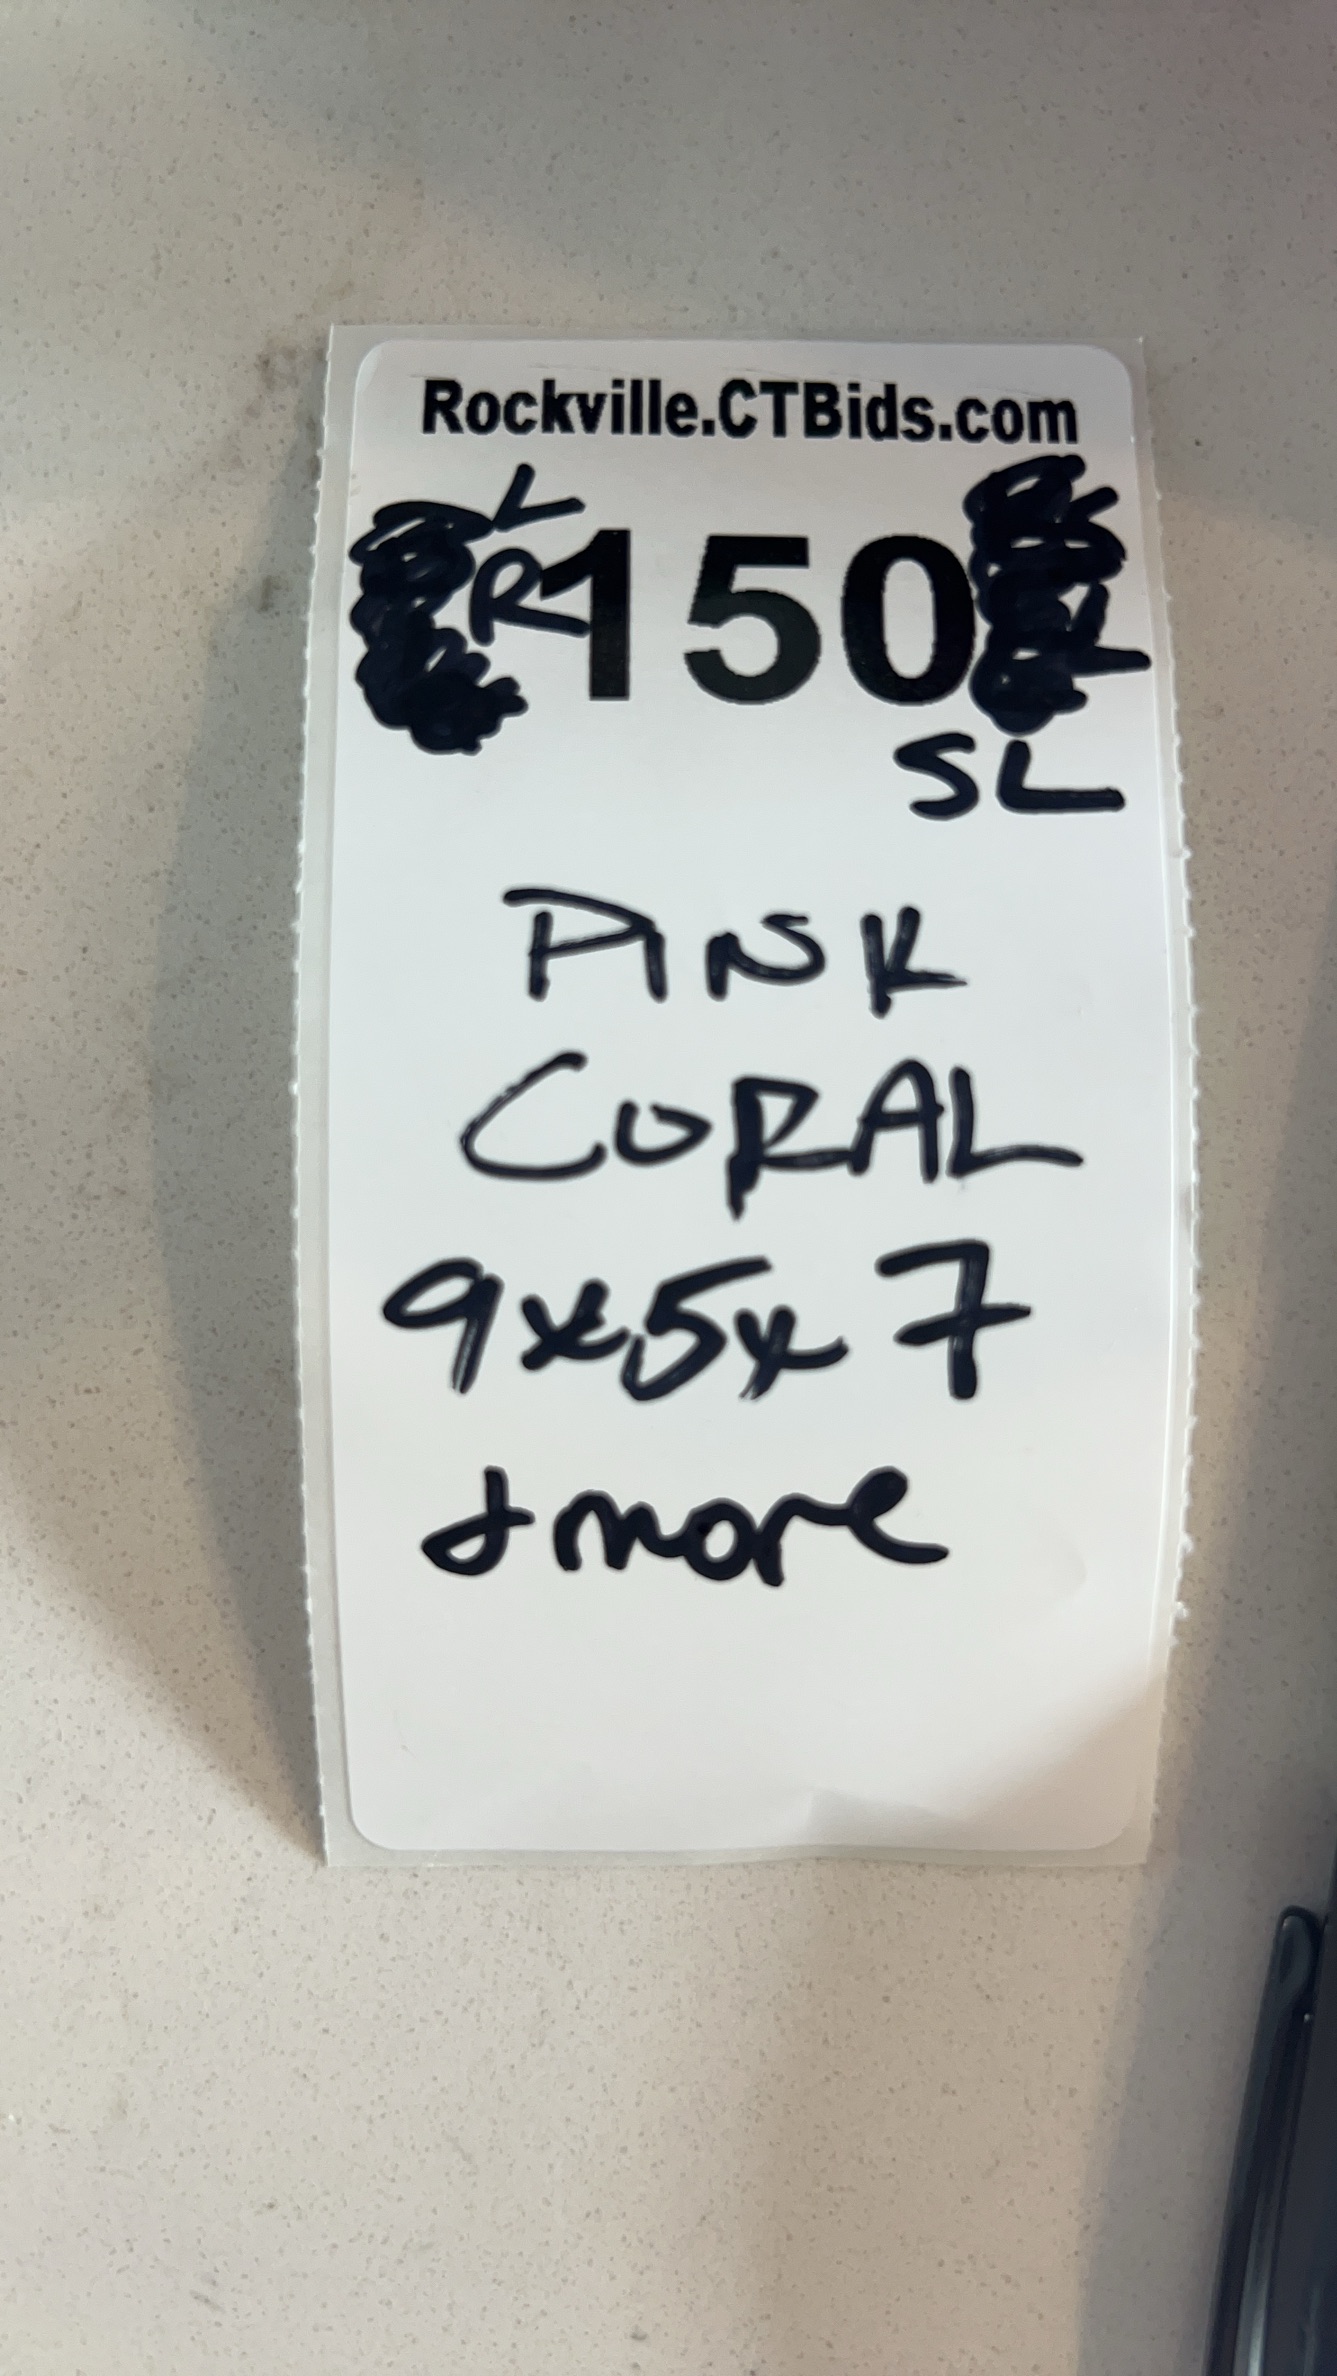 Rockville.CTBids.com
L
R 150
SL
PINK
CORAL
9x5x7
+more